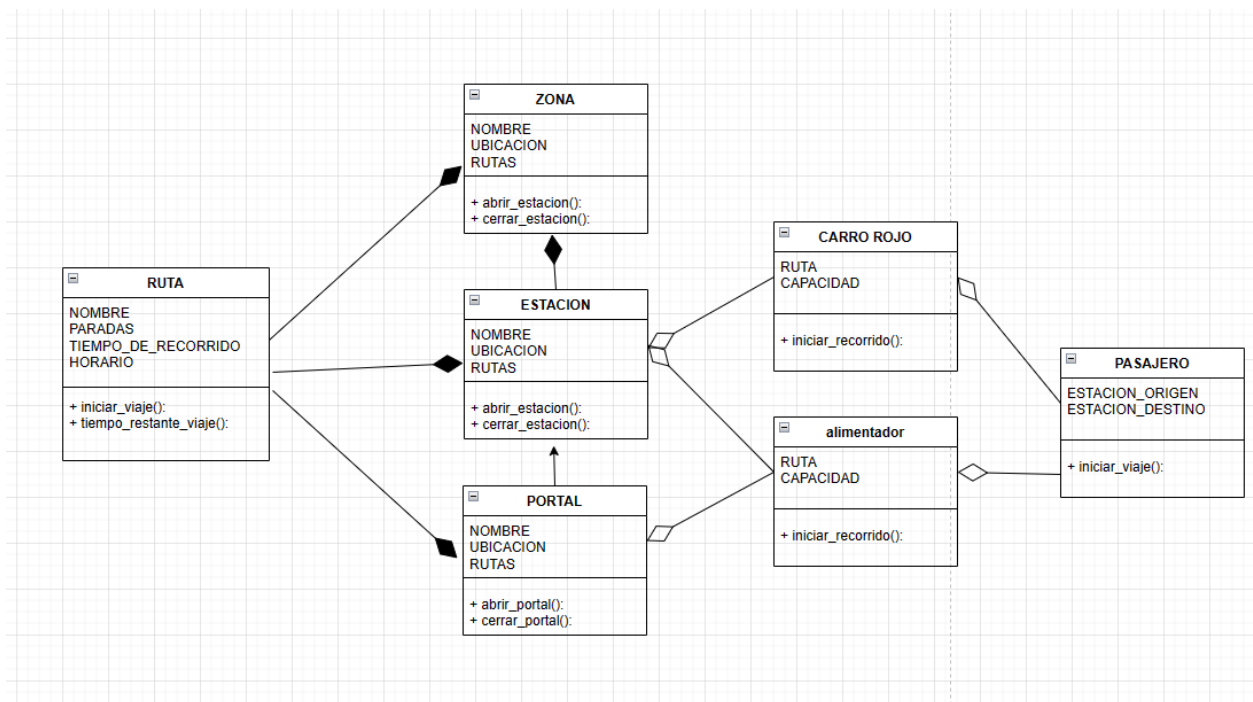 ZONA
NOMBRE
UBICACION
RUTAS
+ abrir_estacion():
+ cerrar_estacion():
RUTA
NOMBRE
PARADAS
TIEMPO_DE_RECORRIDO
HORARIO
+ iniciar_viaje():
+ tiempo_restante_viaje():
ESTACION
NOMBRE
UBICACION
RUTAS
+ abrir_estacion():
+ cerrar_estacion():
PORTAL
NOMBRE
UBICACION
RUTAS
+ abrir_portal():
+ cerrar_portal():
CARRO ROJO
RUTA
CAPACIDAD
+ iniciar_recorrido():
alimentador
RUTA
CAPACIDAD
+ iniciar_recorrido():
PASAJERO
ESTACION_ORIGEN
ESTACION_DESTINO
+ iniciar_viaje():